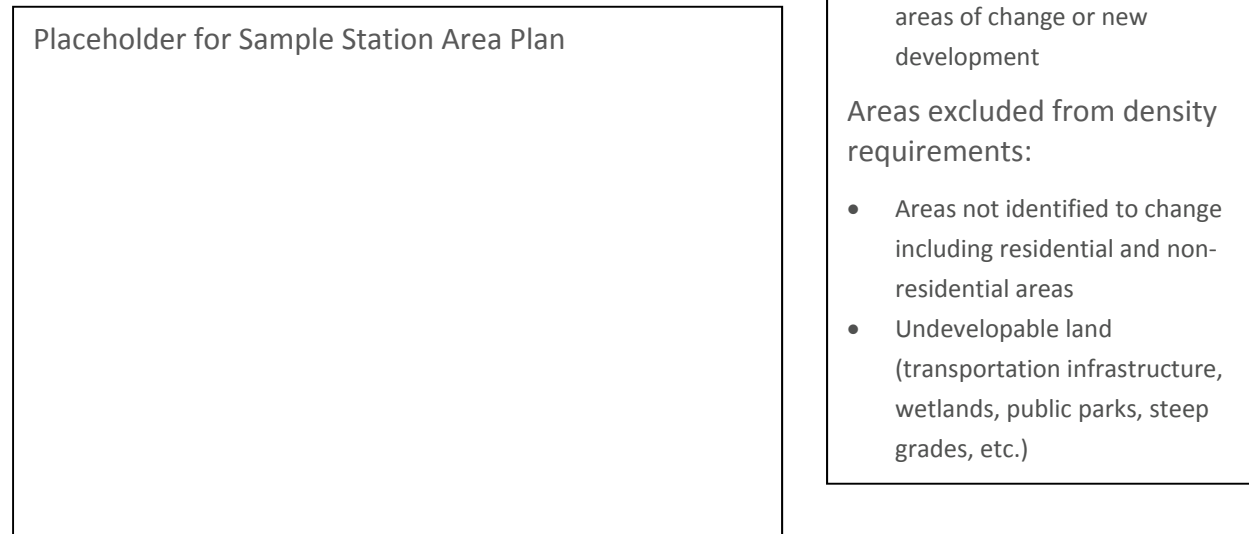 Placeholder for Sample Station Area Plan
areas of change or new
development
Areas excluded from density
requirements:
• Areas not identified to change
including residential and non-
residential areas
• Undevelopable land
(transportation infrastructure,
wetlands, public parks, steep
grades, etc.)